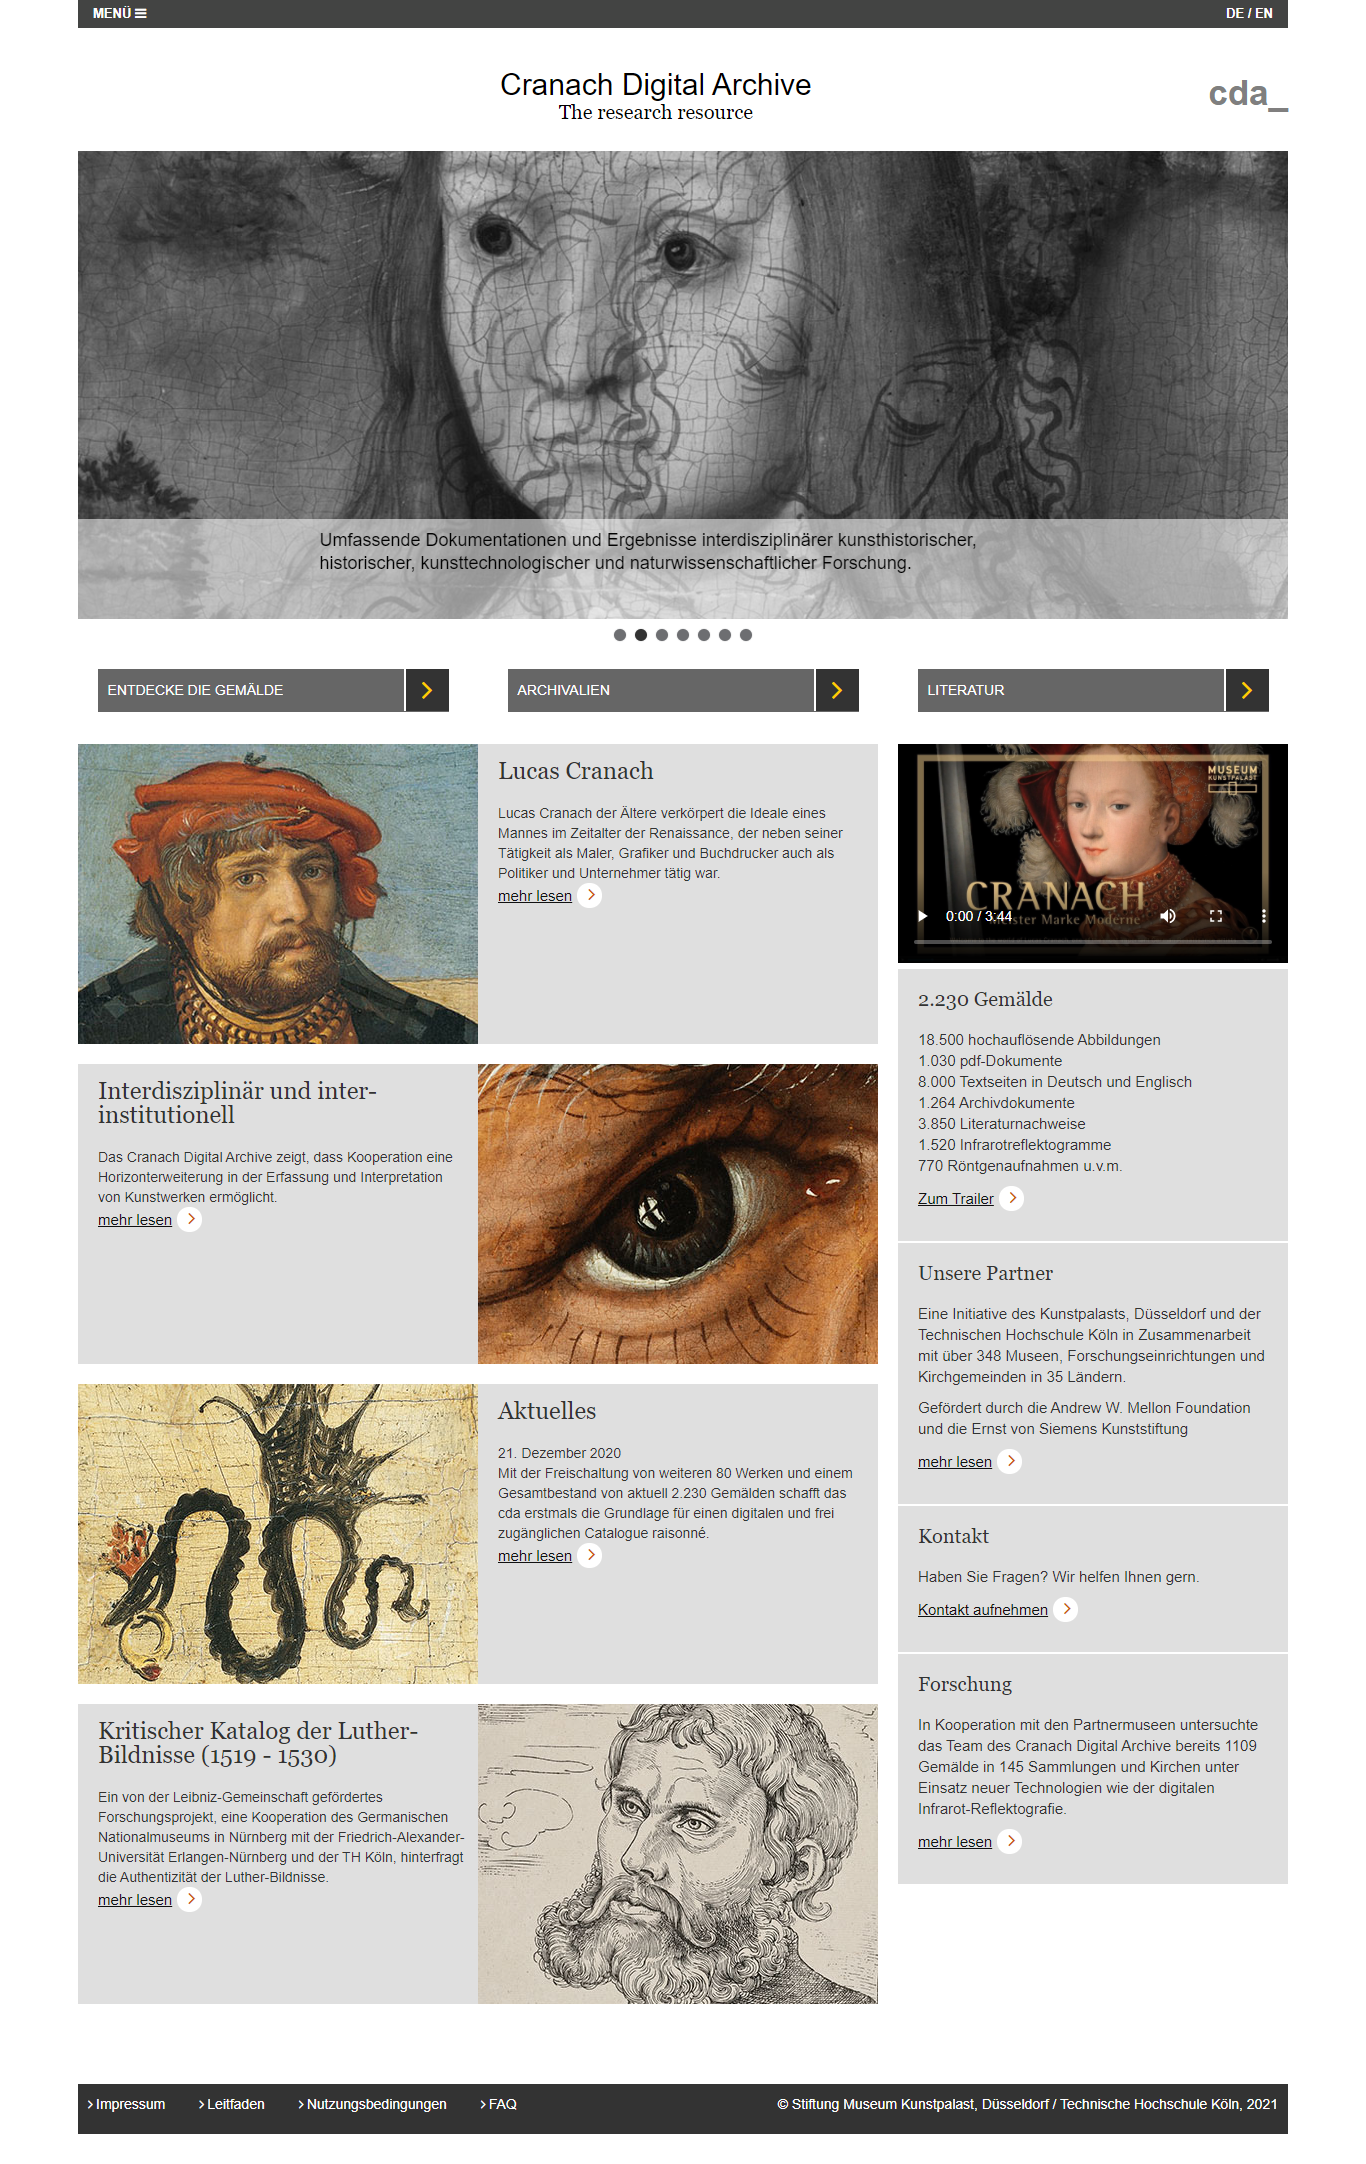 MENÜ
DE / EN
Cranach Digital Archive
The research resource
cda_
Umfassende Dokumentationen und Ergebnisse interdisziplinärer kunsthistorischer,
historischer, kunsttechnologischer und naturwissenschaftlicher Forschung.
ENTDECKE DIE GEMÄLDE
ARCHIVALIEN
LITERATUR
Lucas Cranach
Lucas Cranach der Ältere verkörpert die Ideale eines
Mannes im Zeitalter der Renaissance, der neben seiner
Tätigkeit als Maler, Grafiker und Buchdrucker auch als
Politiker und Unternehmer tätig war.
mehr lesen
Interdisziplinär und inter-
institutionell
Das Cranach Digital Archive zeigt, dass Kooperation eine
Horizonterweiterung in der Erfassung und Interpretation
von Kunstwerken ermöglicht.
mehr lesen
Aktuelles
21. Dezember 2020
Mit der Freischaltung von weiteren 80 Werken und einem
Gesamtbestand von aktuell 2.230 Gemälden schafft das
cda erstmals die Grundlage für einen digitalen und frei
zugänglichen Catalogue raisonné.
mehr lesen
Kritischer Katalog der Luther-
Bildnisse (1519 - 1530)
Ein von der Leibniz-Gemeinschaft gefördertes
Forschungsprojekt, eine Kooperation des Germanischen
Nationalmuseums in Nürnberg mit der Friedrich-Alexander-
Universität Erlangen-Nürnberg und der TH Köln, hinterfragt
die Authentizität der Luther-Bildnisse.
mehr lesen
MUSEUM
KUNSTPALAST
CRANACH
Meister Marke Moderne
0:00 / 3:44
2.230 Gemälde
18.500 hochauflösende Abbildungen
1.030 pdf-Dokumente
8.000 Textseiten in Deutsch und Englisch
1.264 Archivdokumente
3.850 Literaturnachweise
1.520 Infrarotreflektogramme
770 Röntgenaufnahmen u.v.m.
Zum Trailer
Unsere Partner
Eine Initiative des Kunstpalasts, Düsseldorf und der
Technischen Hochschule Köln in Zusammenarbeit
mit über 348 Museen, Forschungseinrichtungen und
Kirchgemeinden in 35 Ländern.
Gefördert durch die Andrew W. Mellon Foundation
und die Ernst von Siemens Kunststiftung
mehr lesen
Kontakt
Haben Sie Fragen? Wir helfen Ihnen gern.
Kontakt aufnehmen
Forschung
In Kooperation mit den Partnermuseen untersuchte
das Team des Cranach Digital Archive bereits 1109
Gemälde in 145 Sammlungen und Kirchen unter
Einsatz neuer Technologien wie der digitalen
Infrarot-Reflektografie.
mehr lesen
Impressum
Leitfaden
Nutzungsbedingungen
FAQ
© Stiftung Museum Kunstpalast, Düsseldorf / Technische Hochschule Köln, 2021